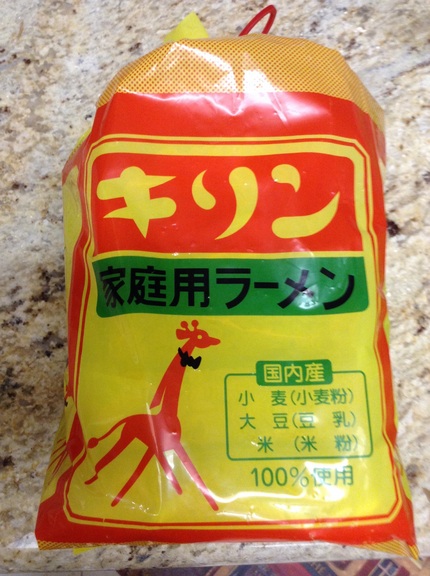 キリン
家庭用ラーメン
国内産
小 麦(小麦粉)
大 豆(豆 乳)
米 (米 粉)
100%使用